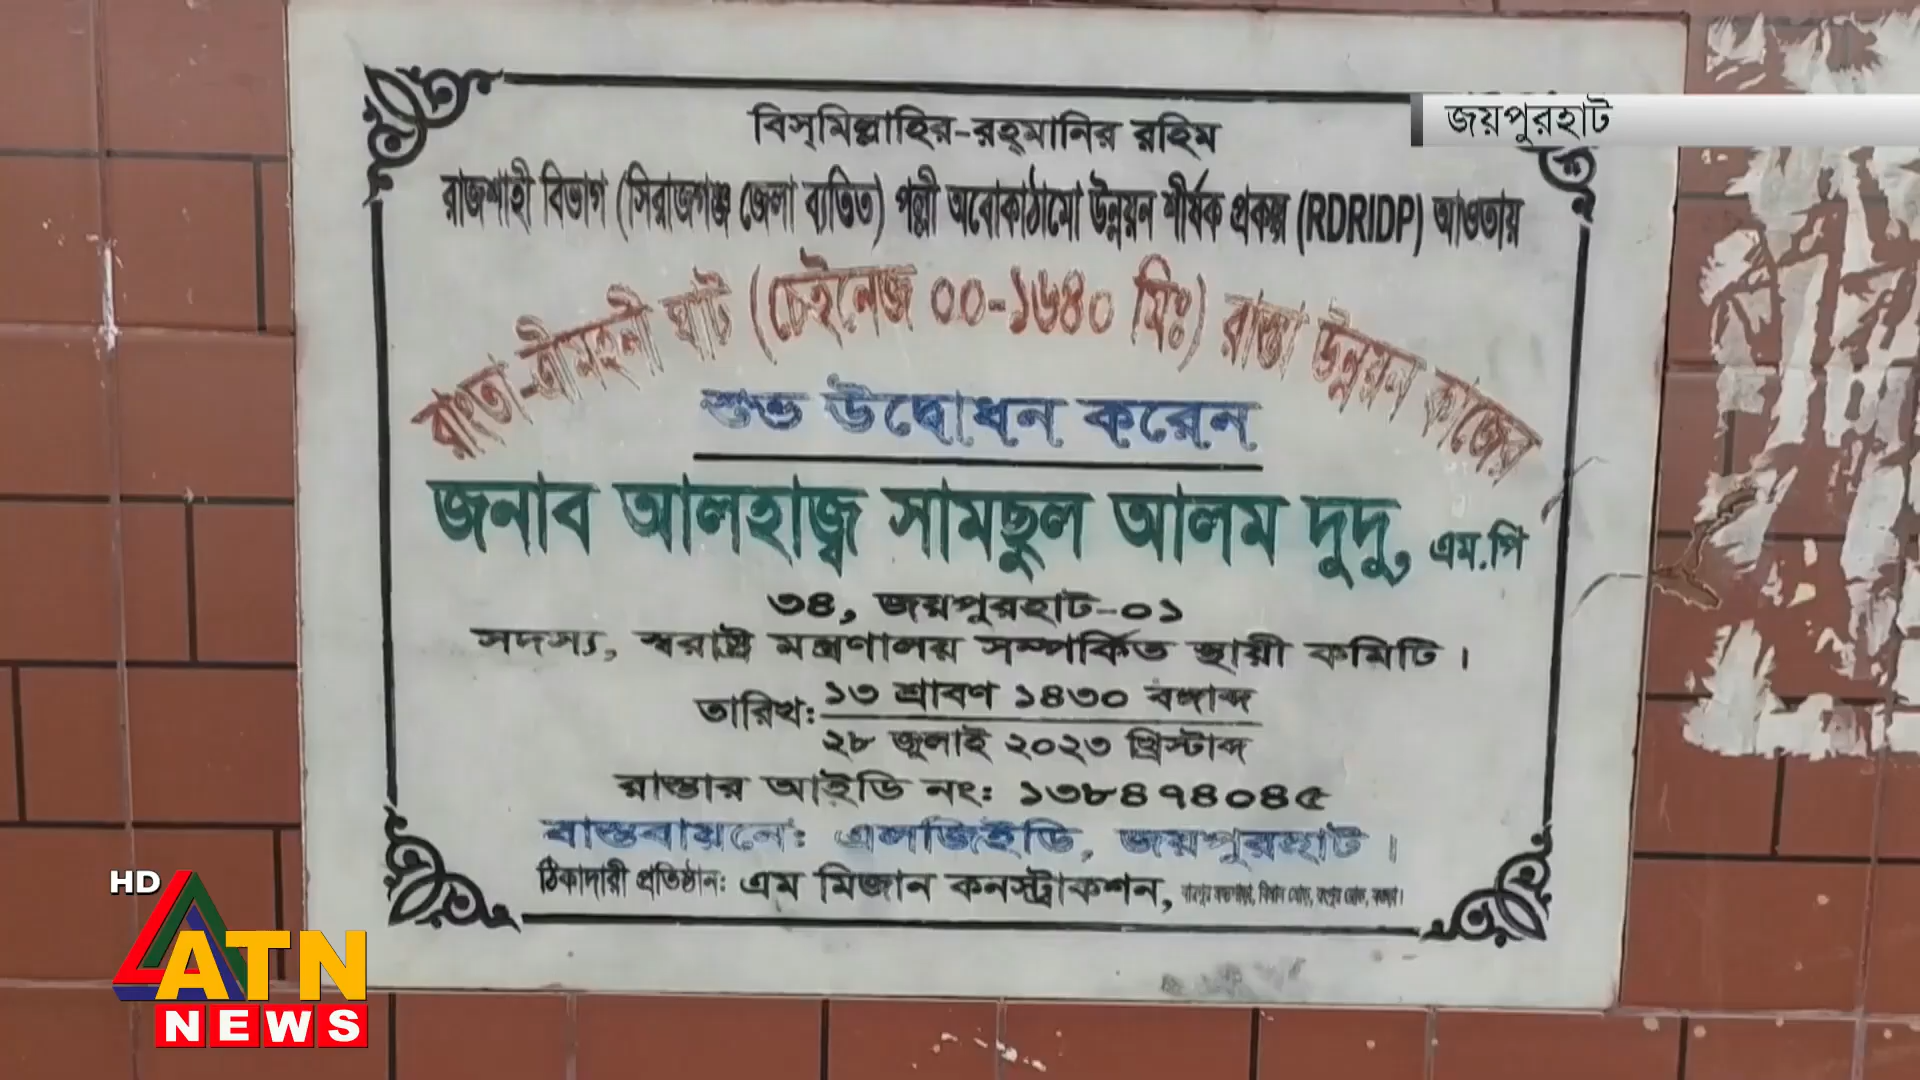 জয়পুরহাট
বিস্‌মিল্লাহির-রহ্‌মানির রহিম
রাজশাহী বিভাগ (সিরাজগঞ্জ জেলা ব্যতিত) পল্লী অবোকাঠামো উন্নয়ন শীর্ষক প্রকল্প (RDRIDP) আওতায়
রাংতা-ত্রীমহনী ঘাট (চেইনেজ ০০-১৬৪০ মিঃ) রাস্তা উন্নয়ন কাজের
শুভ উদ্বোধন করেন
জনাব আলহাজ্ব সামছুল আলম দুদু, এম.পি
৩৪, জয়পুরহাট-০১
সদস্য, স্বরাষ্ট্র মন্ত্রণালয় সম্পর্কিত স্থায়ী কমিটি।
তারিখ: ১৩ শ্রাবণ ১৪৩০ বঙ্গাব্দ
২৮ জুলাই ২০২৩ খ্রিস্টাব্দ
রাস্তার আইডি নং: ১৩৮৪৭৪০৪৫
বাস্তবায়নে: এলজিইডি, জয়পুরহাট।
ঠিকাদারী প্রতিষ্ঠান: এম মিজান কনস্ট্রাকশন,
HD
ATN
NEWS